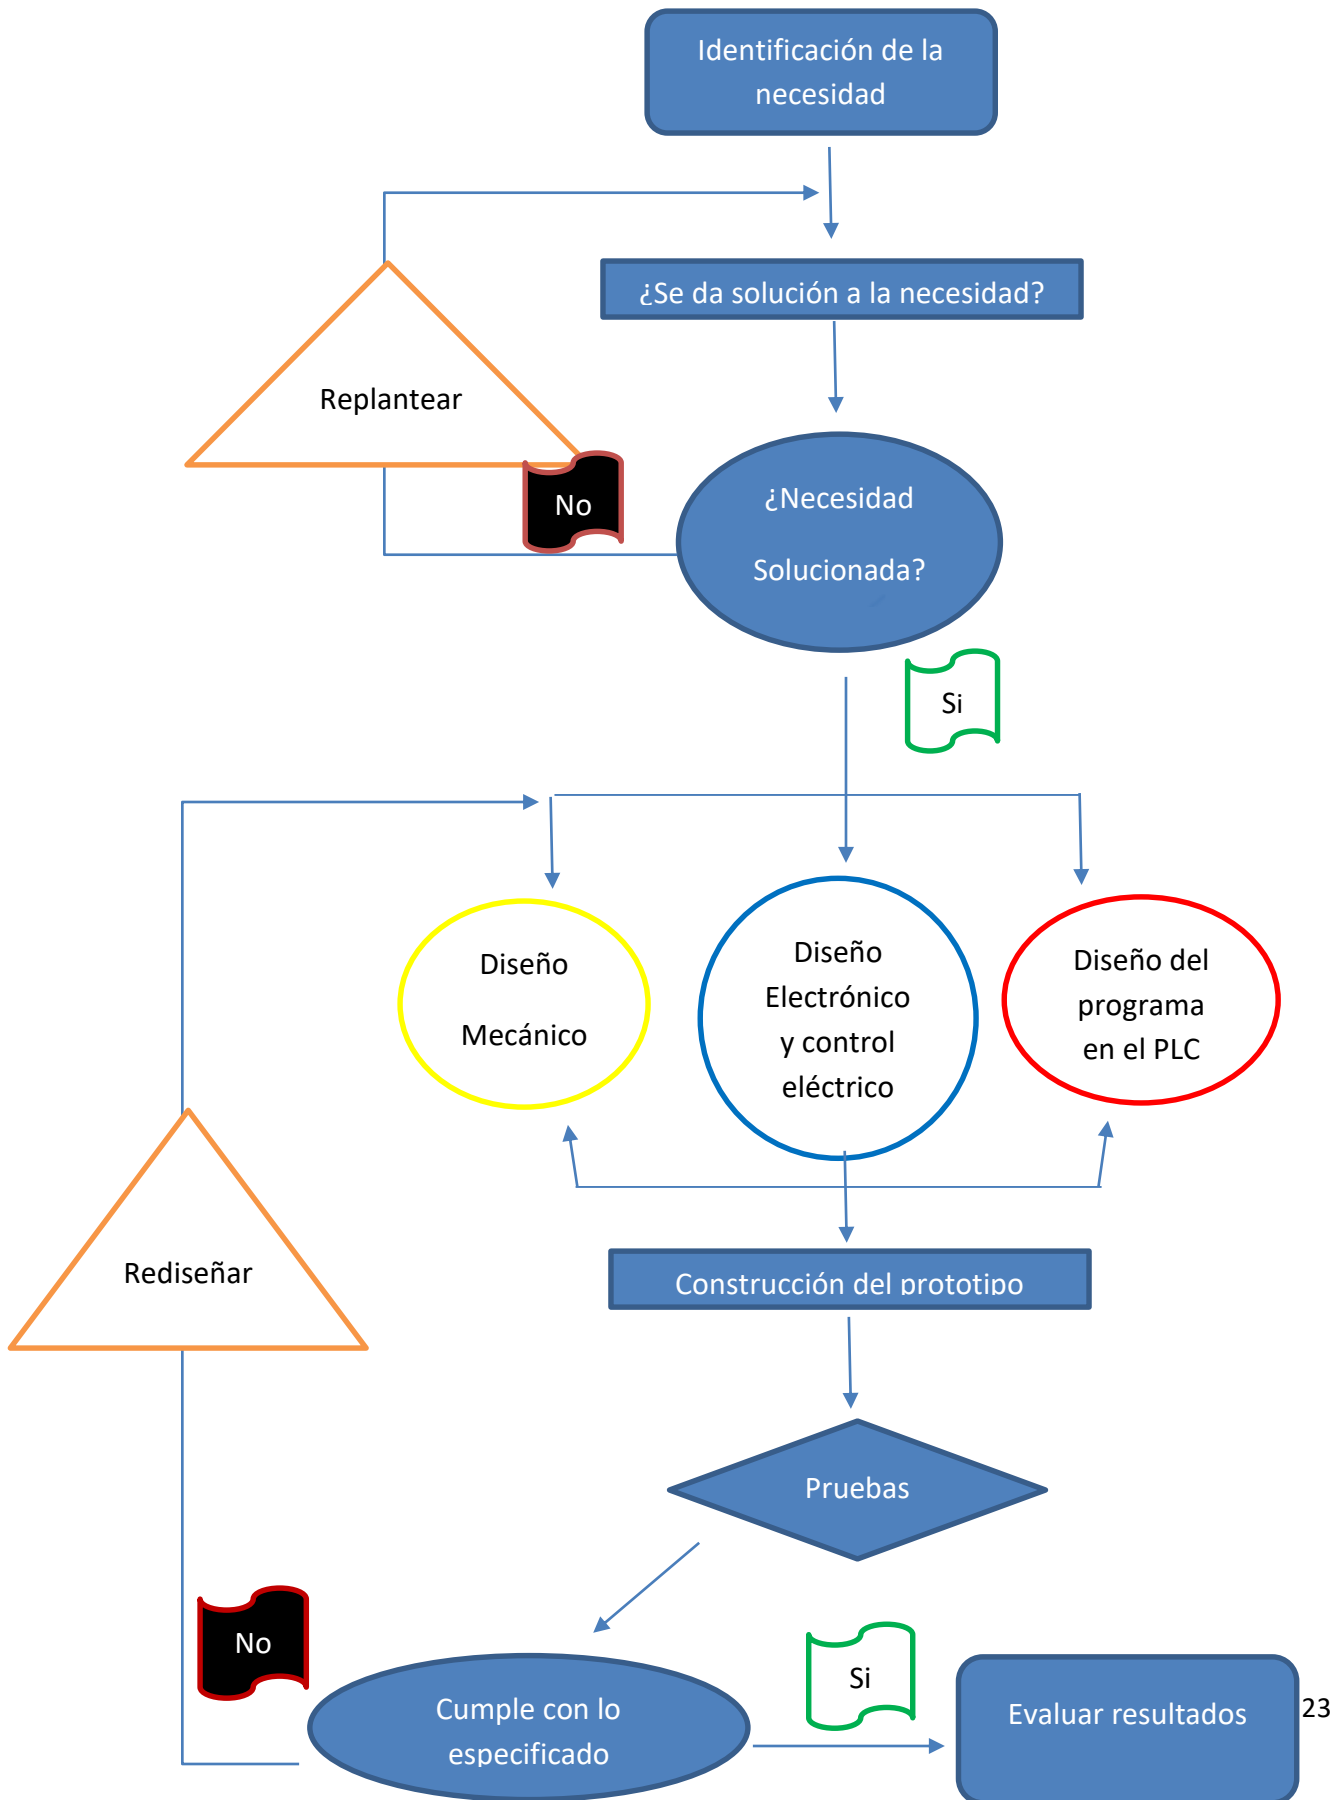 Identificación de la
necesidad
¿Se da solución a la necesidad?
Replantear
No
¿Necesidad
Solucionada?
Si
Diseño
Mecánico
Diseño
Electrónico
y control
eléctrico
Diseño del
programa
en el PLC
Rediseñar
Construcción del prototipo
Pruebas
No
Cumple con lo
especificado
Si
Evaluar resultados
23